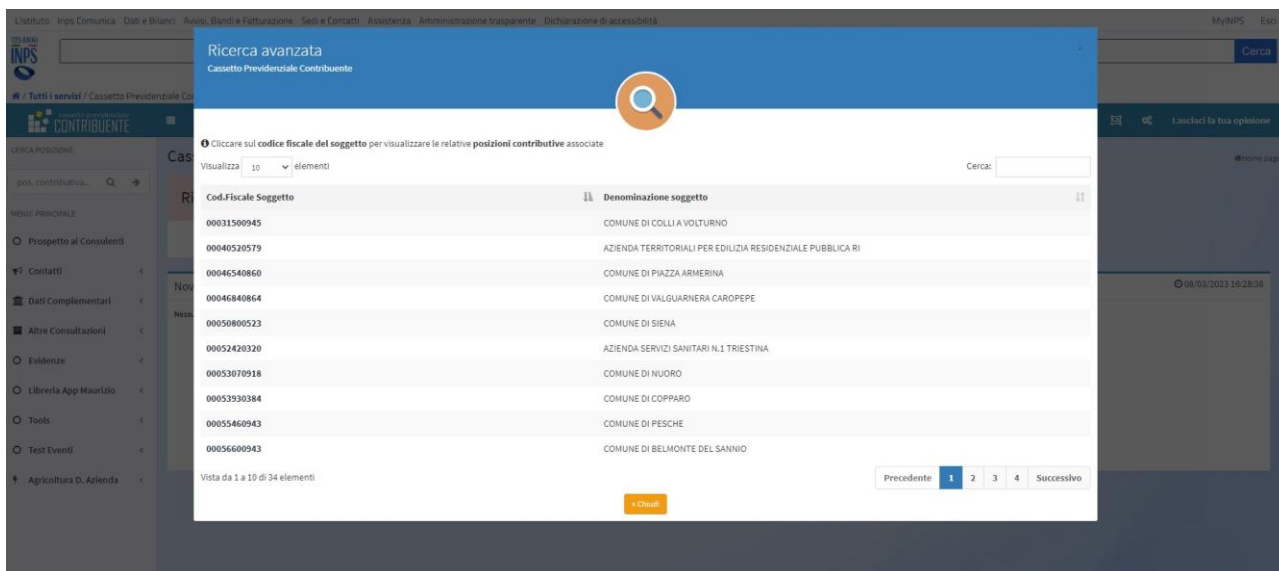 L'istituto Inps Comunica Dati e Bilanci Avvisi, Bandi e Fatturazione Sedi e Contatti Assistenza Amministrazione trasparente Dichiarazione di accessibilità MyINPS Esci
INPS
Cerca
/ Tutti i servizi / Cassetto Previdenziale
cassetto previdenziale
CONTRIBUENTE
Lasciaci la tua opinione
CERCA POSIZIONE
pos. contributiva...
MENU' PRINCIPALE
Prospetto ai Consulenti
Contatti
Dati Complementari
Altre Consultazioni
Evidenze
Libreria App Maurizio
Tools
Test Eventi
Agricoltura D. Azienda
08/03/2023 16:28:38
Ricerca avanzata
Cassetto Previdenziale Contribuente
Cliccare sul codice fiscale del soggetto per visualizzare le relative posizioni contributive associate
Visualizza 10 elementi Cerca:
Cod.Fiscale Soggetto Denominazione soggetto
00031500945 COMUNE DI COLLI A VOLTURNO
00040520579 AZIENDA TERRITORIALI PER EDILIZIA RESIDENZIALE PUBBLICA RI
00046540860 COMUNE DI PIAZZA ARMERINA
00046840864 COMUNE DI VALGUARNERA CAROPEPE
00050800523 COMUNE DI SIENA
00052420320 AZIENDA SERVIZI SANITARI N.1 TRIESTINA
00053070918 COMUNE DI NUORO
00053930384 COMUNE DI COPPARO
00055460943 COMUNE DI PESCHE
00056600943 COMUNE DI BELMONTE DEL SANNIO
Vista da 1 a 10 di 34 elementi Precedente 1 2 3 4 Successivo
× Chiudi